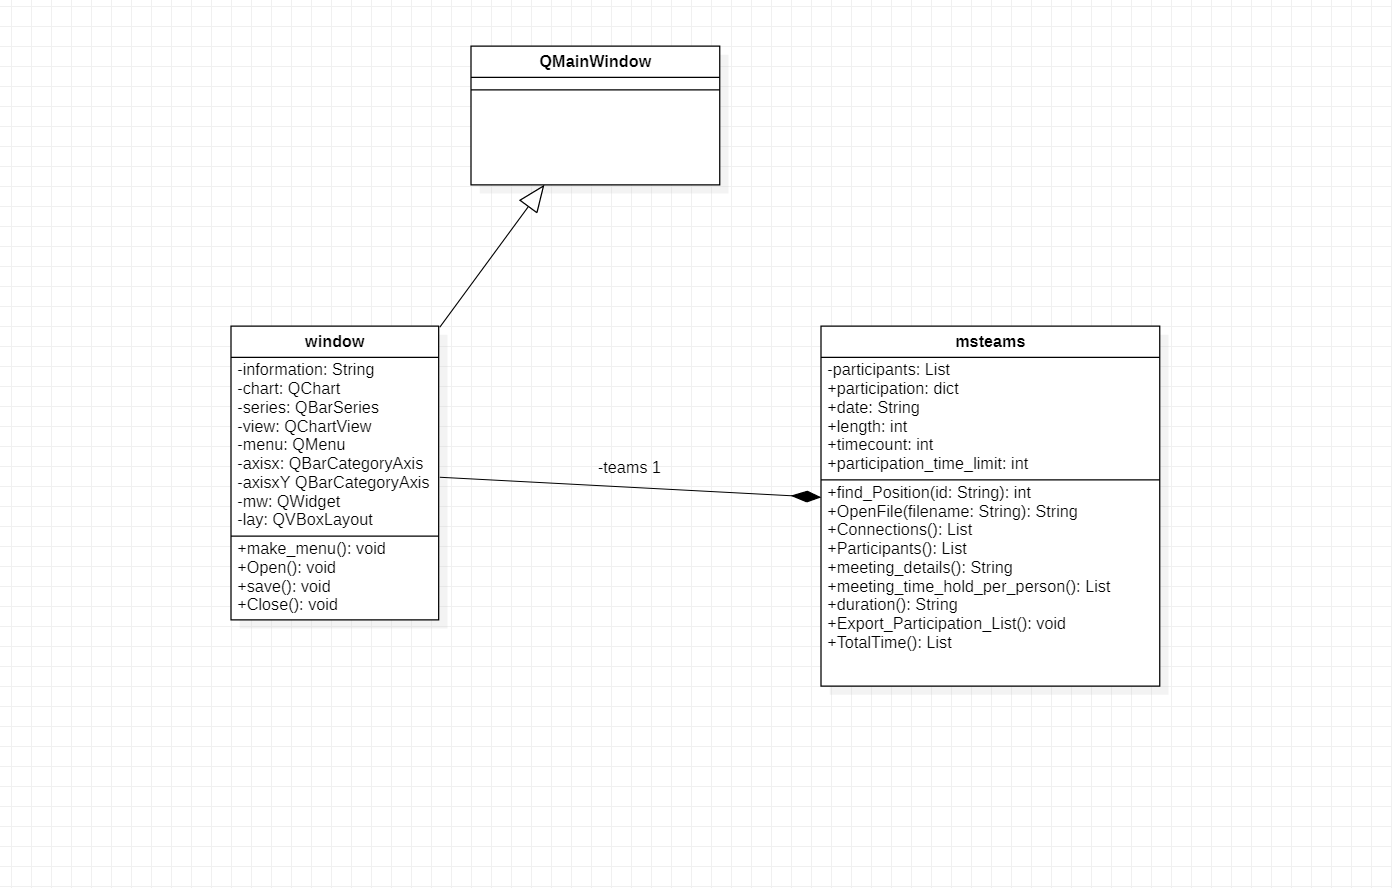 QMainWindow
window
-information: String
-chart: QChart
-series: QBarSeries
-view: QChartView
-menu: QMenu
-axisx: QBarCategoryAxis
-axisxY QBarCategoryAxis
-mw: QWidget
-lay: QVBoxLayout
+make_menu(): void
+Open(): void
+save(): void
+Close(): void
-teams 1
msteams
-participants: List
+participation: dict
+date: String
+length: int
+timecount: int
+participation_time_limit: int
+find_Position(id: String): int
+OpenFile(filename: String): String
+Connections(): List
+Participants(): List
+meeting_details(): String
+meeting_time_hold_per_person(): List
+duration(): String
+Export_Participation_List(): void
+TotalTime(): List